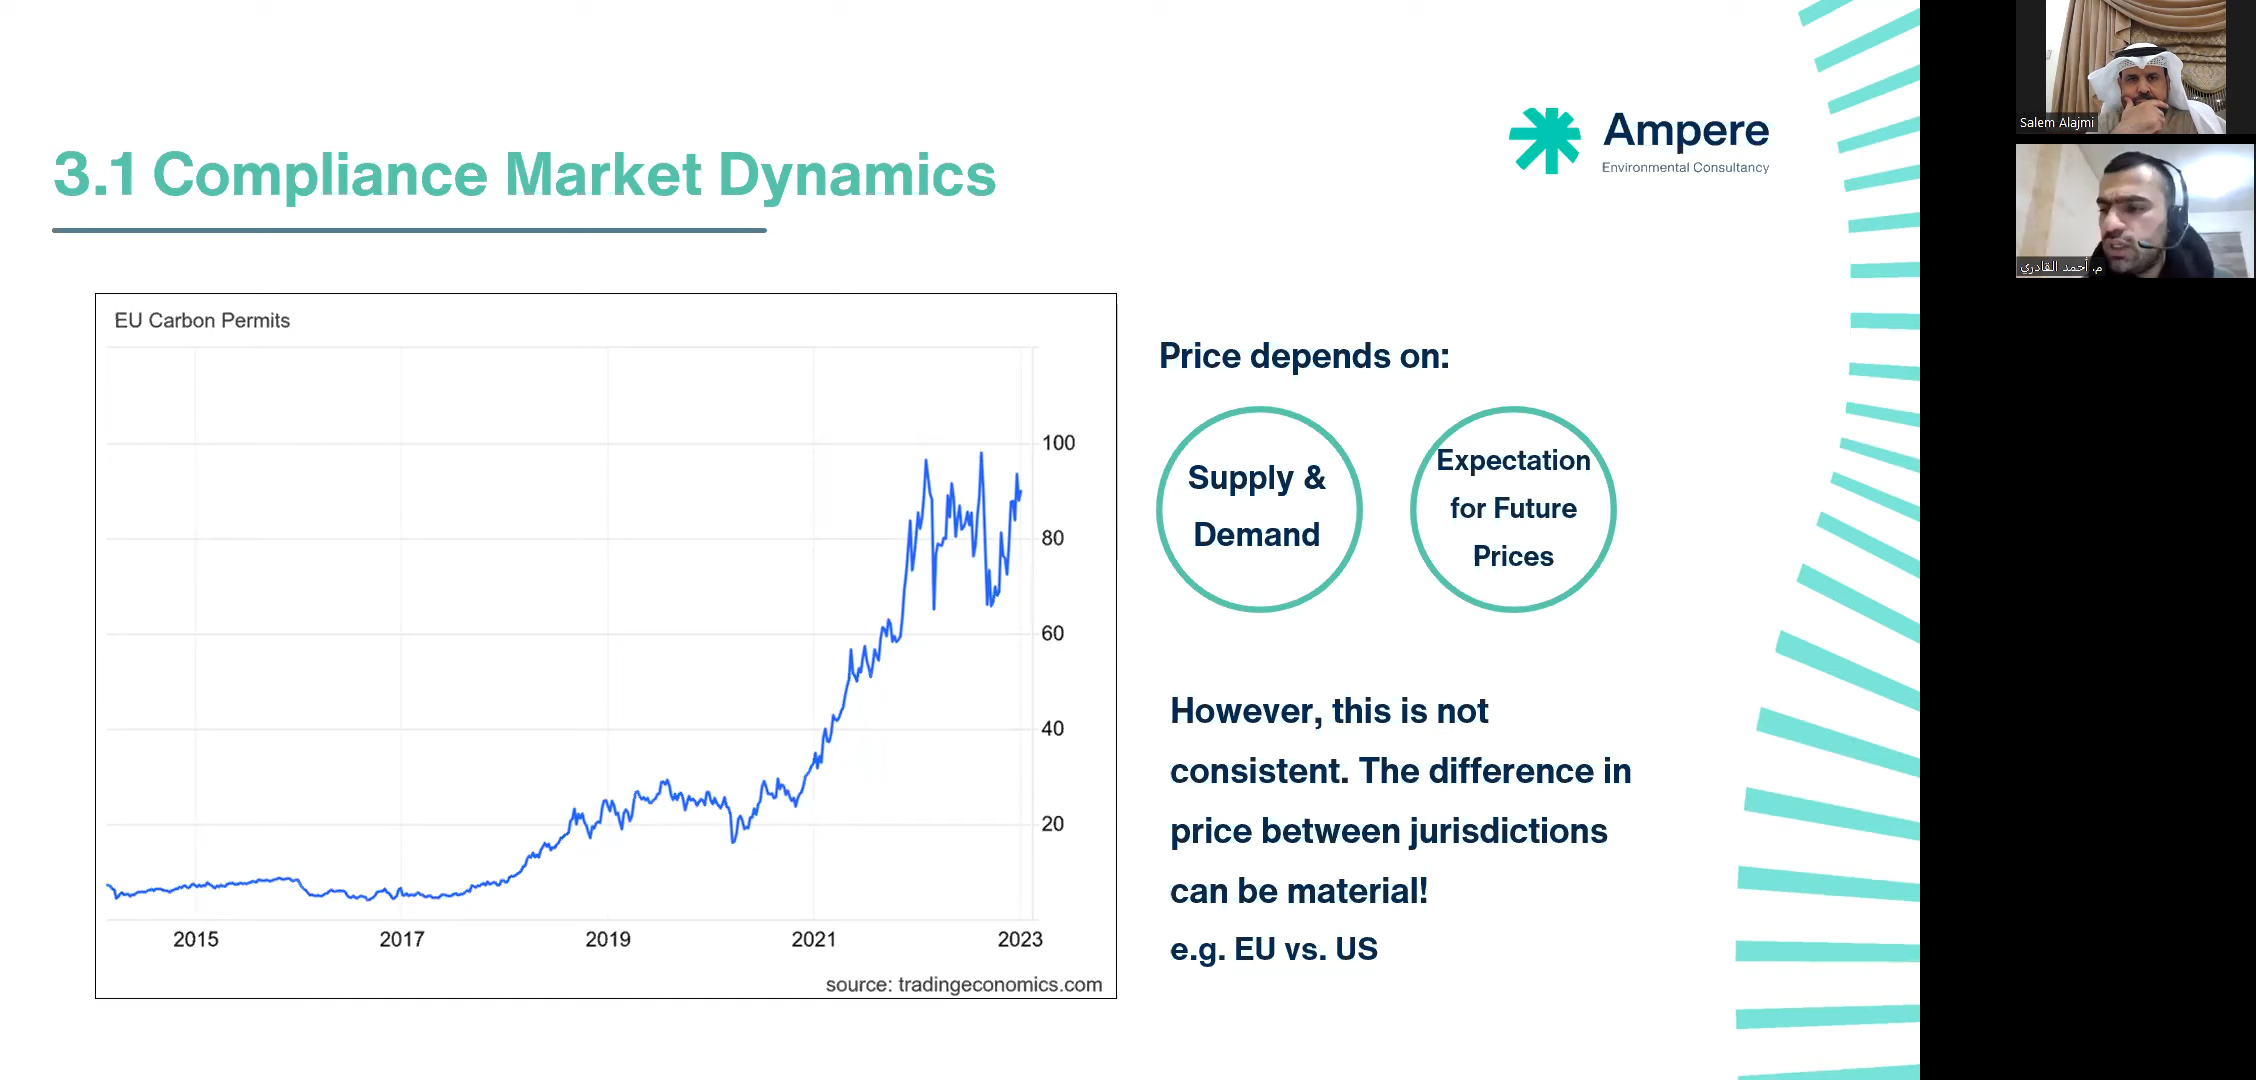 3.1 Compliance Market Dynamics
Ampere
Environmental Consultancy
EU Carbon Permits
100
80
60
40
20
2015 2017 2019 2021 2023
source: tradingeconomics.com
Price depends on:
Supply &
Demand
Expectation
for Future
Prices
However, this is not
consistent. The difference in
price between jurisdictions
can be material!
e.g. EU vs. US
Salem Alajmi
م. أحمد القادري